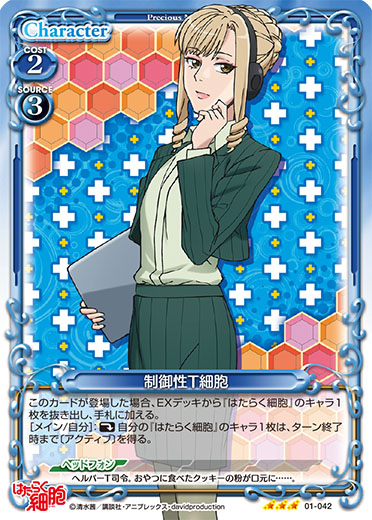 Precious
Character
COST
2
SOURCE
3
制御性T細胞
このカードが登場した場合、EXデッキから『はたらく細胞』のキャラ1
枚を抜き出し、手札に加える。
[メイン/自分]:自分の『はたらく細胞』のキャラ1枚は、ターン終了
時まで〔アクティブ〕を得る。
ヘッドフォン
ヘルパーT司令、おやつに食べたクッキーの粉が口元に……。
はたらく細胞
©清水茜/講談社・アニプレックス・davidproduction
★★★ 01-042